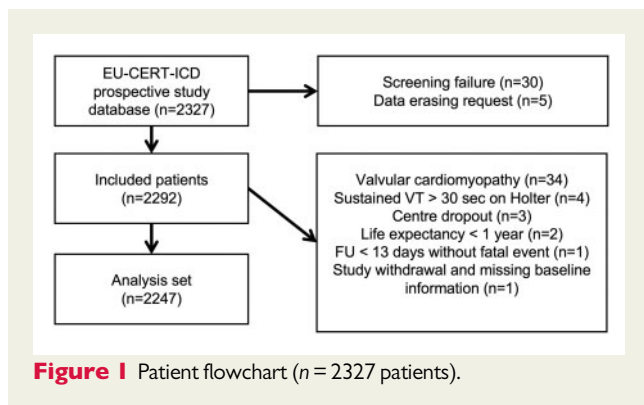 EU-CERT-ICD
prospective study
database (n=2327)
Screening failure (n=30)
Data erasing request (n=5)
Included patients
(n=2292)
Valvular cardiomyopathy (n=34)
Sustained VT > 30 sec on Holter (n=4)
Centre dropout (n=3)
Life expectancy < 1 year (n=2)
FU < 13 days without fatal event (n=1)
Study withdrawal and missing baseline
information (n=1)
Analysis set
(n=2247)
Figure 1 Patient flowchart (n = 2327 patients).